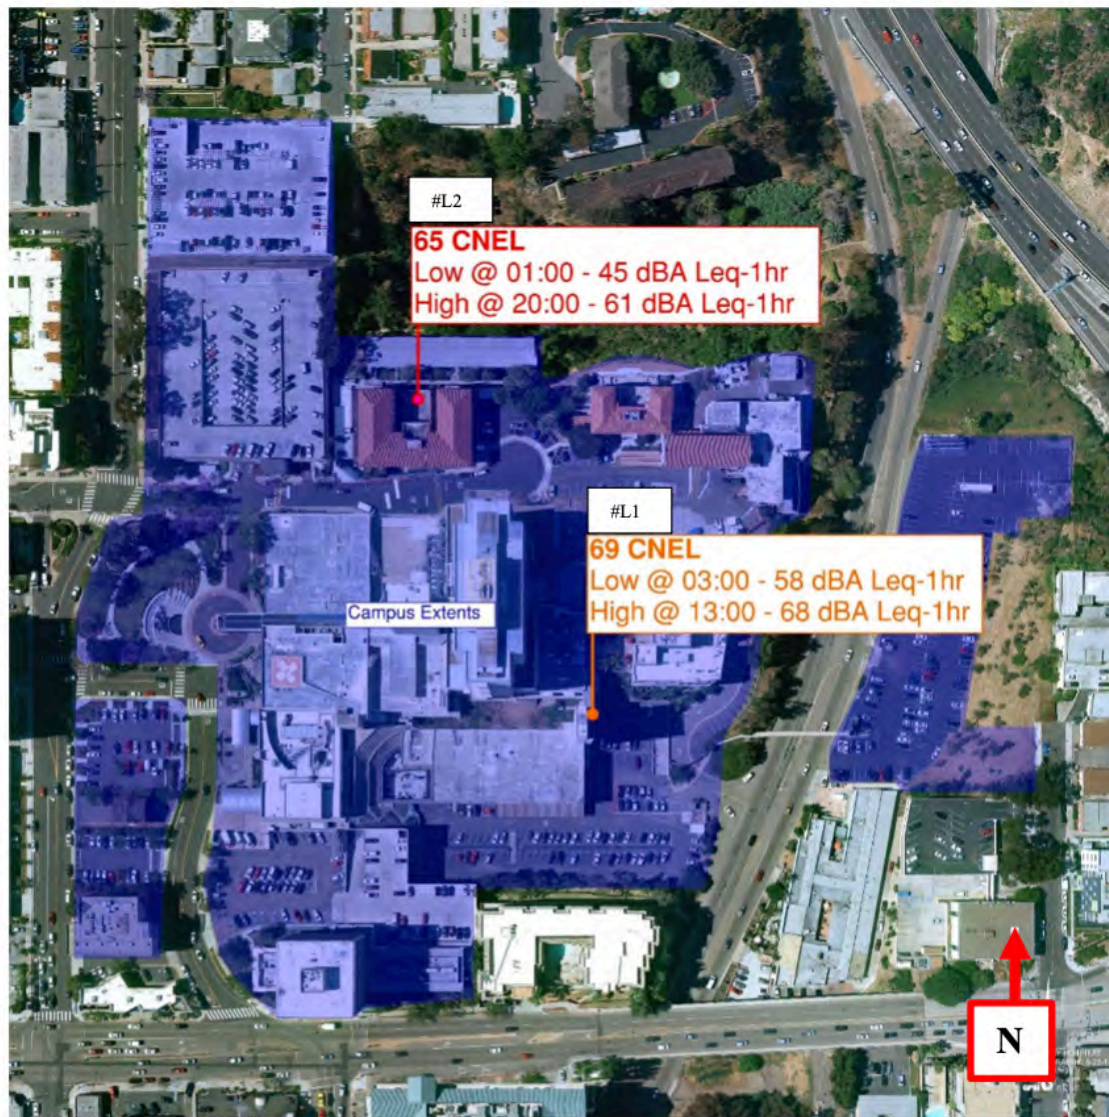 #L2
65 CNEL
Low @ 01:00 - 45 dBA Leq-1hr
High @ 20:00 - 61 dBA Leq-1hr
#L1
69 CNEL
Low @ 03:00 - 58 dBA Leq-1hr
High @ 13:00 - 68 dBA Leq-1hr
Campus Extents
N